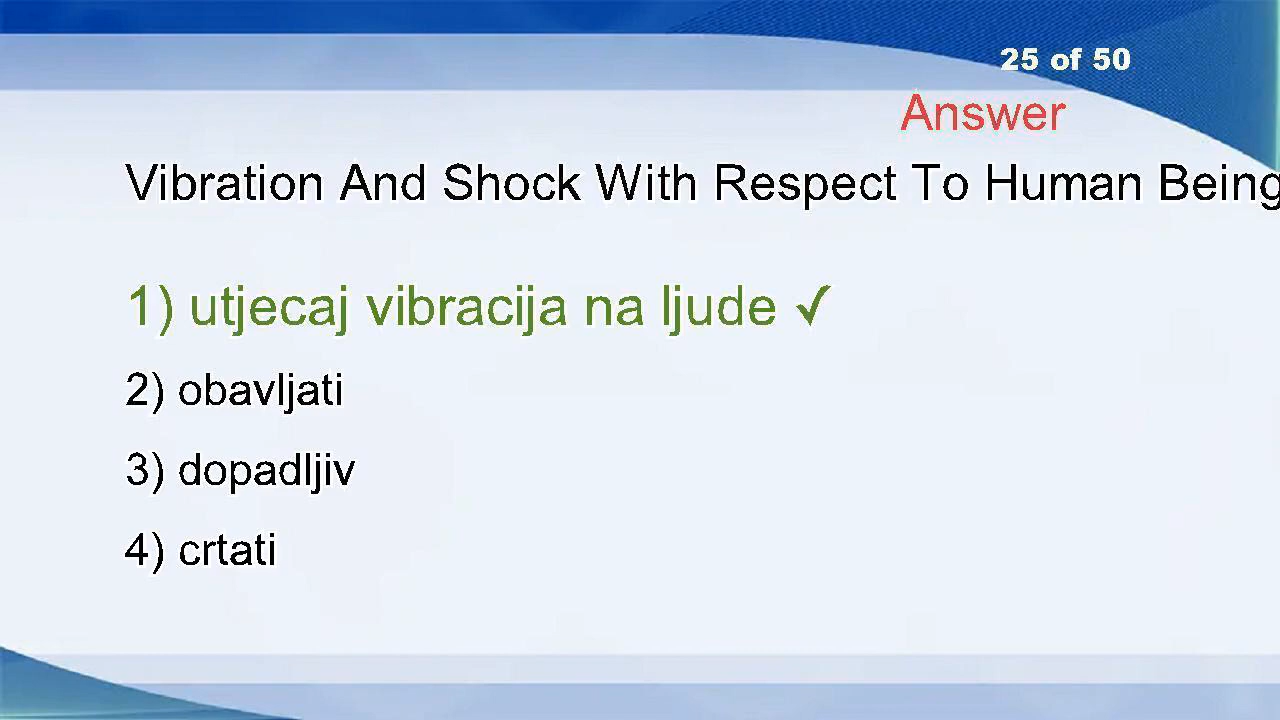 25 of 50
Answer
Vibration And Shock With Respect To Human Being
1) utjecaj vibracija na ljude ✓
2) obavljati
3) dopadljiv
4) crtati